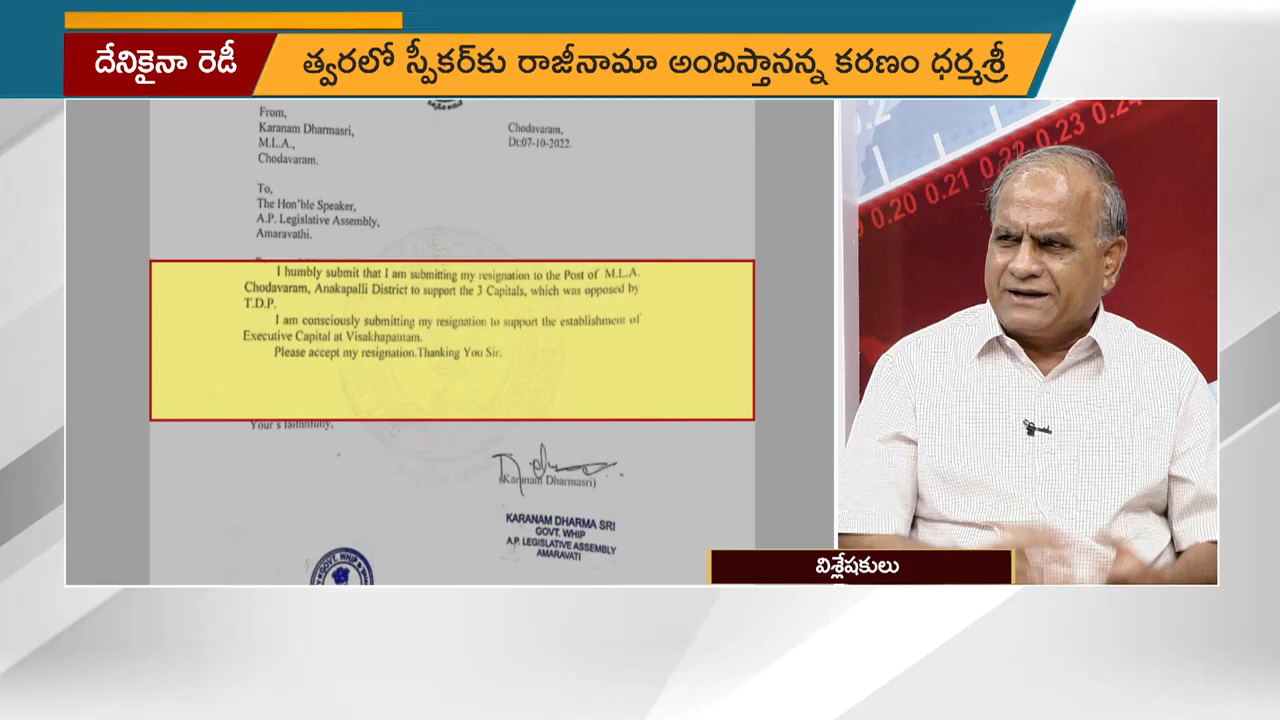 దేనికైనా రెడీ
త్వరలో స్పీకర్‌కు రాజీనామా అందిస్తానన్న కరణం ధర్మశ్రీ
From,
Karanam Dharmasri,
M.L.A.,
Chodavaram.
Chodavaram,
Dt:07-10-2022.
To,
The Hon'ble Speaker,
A.P. Legislative Assembly,
Amaravathi.
I humbly submit that I am submitting my resignation to the Post of M.L.A.
Chodavaram, Anakapalli District to support the 3 Capitals, which was opposed by
T.D.P.
I am consciously submitting my resignation to support the establishment of
Executive Capital at Visakhapatnam.
Please accept my resignation.Thanking You Sir.
Your's faithfully,
(Karanam Dharmasri)
KARANAM DHARMA SRI
GOVT. WHIP
A.P. LEGISLATIVE ASSEMBLY
AMARAVATI
GOVT. WHIP
0.20 0.21 0.22 0.23 0.24
విశ్లేషకులు